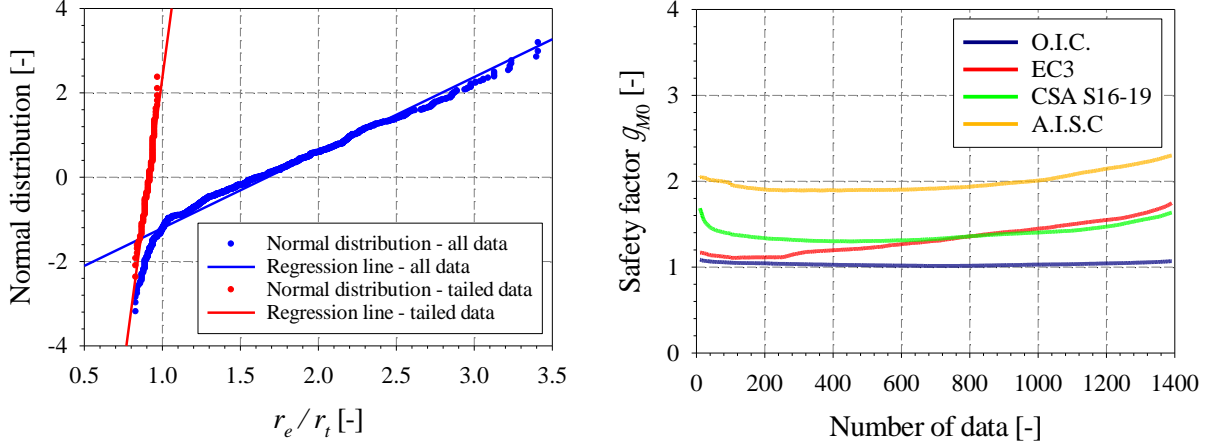 Normal distribution [-]
4
2
0
-2
-4
0.5 1.0 1.5 2.0 2.5 3.0 3.5
r_e / r_t [-]
Normal distribution - all data
Regression line - all data
Normal distribution - tailed data
Regression line - tailed data
Safety factor g_M0 [-]
4
3
2
1
0
0 200 400 600 800 1000 1200 1400
Number of data [-]
O.I.C.
EC3
CSA S16-19
A.I.S.C